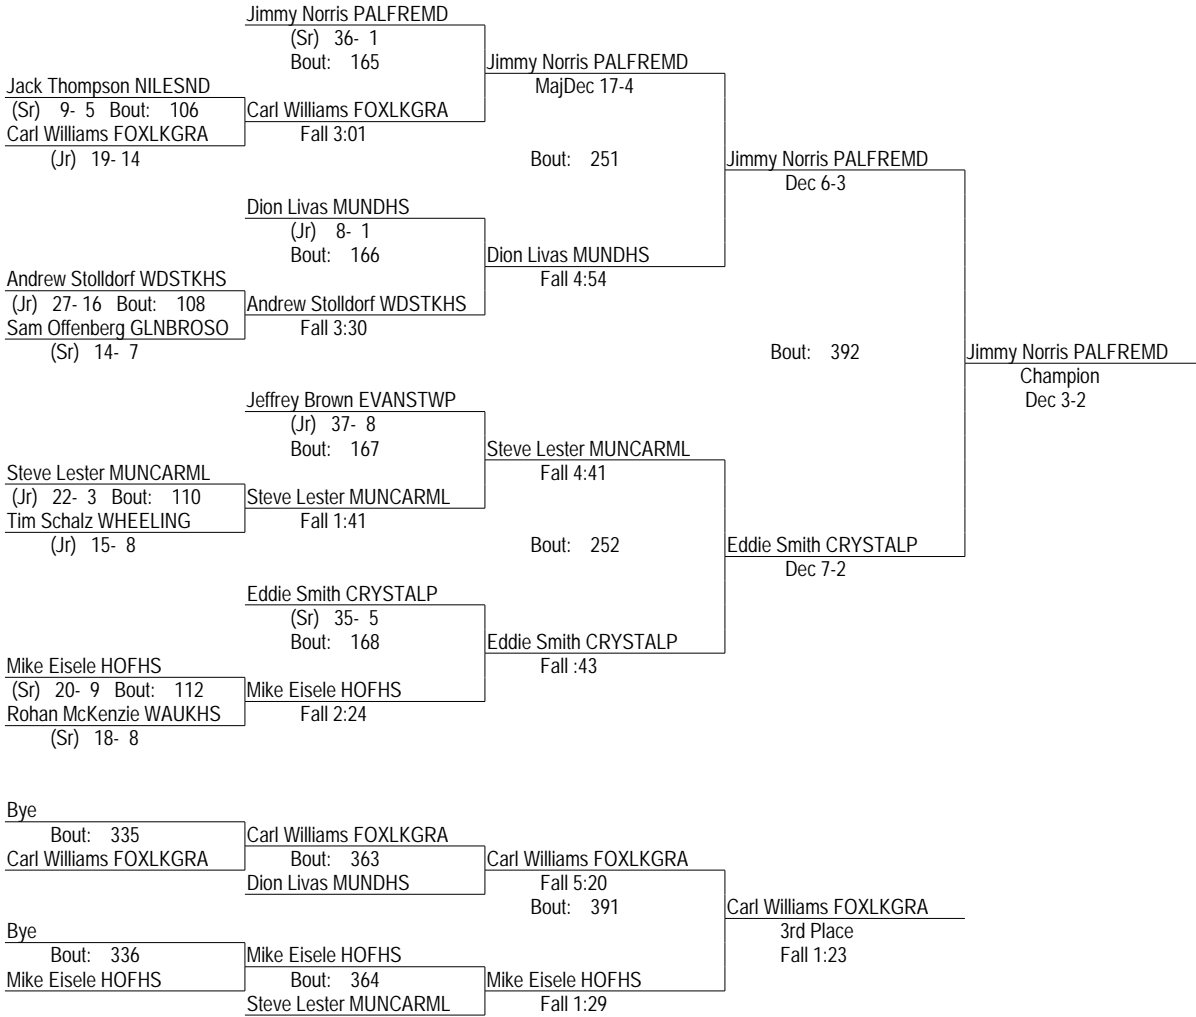 Jimmy Norris PALFREMD
(Sr) 36- 1
Bout: 165
Jimmy Norris PALFREMD
MajDec 17-4
Jack Thompson NILESND
(Sr) 9- 5 Bout: 106
Carl Williams FOXLKGRA
Carl Williams FOXLKGRA
Fall 3:01
(Jr) 19- 14
Bout: 251
Jimmy Norris PALFREMD
Dec 6-3
Dion Livas MUNDHS
(Jr) 8- 1
Bout: 166
Dion Livas MUNDHS
Fall 4:54
Andrew Stolldorf WDSTKHS
(Jr) 27- 16 Bout: 108
Andrew Stolldorf WDSTKHS
Sam Offenberg GLNBROSO
Fall 3:30
(Sr) 14- 7
Bout: 392
Jimmy Norris PALFREMD
Champion
Dec 3-2
Jeffrey Brown EVANSTWP
(Jr) 37- 8
Bout: 167
Steve Lester MUNCARML
Fall 4:41
Steve Lester MUNCARML
(Jr) 22- 3 Bout: 110
Steve Lester MUNCARML
Tim Schalz WHEELING
Fall 1:41
(Jr) 15- 8
Bout: 252
Eddie Smith CRYSTALP
Dec 7-2
Eddie Smith CRYSTALP
(Sr) 35- 5
Bout: 168
Eddie Smith CRYSTALP
Fall :43
Mike Eisele HOFHS
(Sr) 20- 9 Bout: 112
Mike Eisele HOFHS
Rohan McKenzie WAUKHS
Fall 2:24
(Sr) 18- 8
Bye
Bout: 335
Carl Williams FOXLKGRA
Carl Williams FOXLKGRA
Bout: 363
Carl Williams FOXLKGRA
Dion Livas MUNDHS
Fall 5:20
Bout: 391
Carl Williams FOXLKGRA
3rd Place
Fall 1:23
Bye
Bout: 336
Mike Eisele HOFHS
Mike Eisele HOFHS
Bout: 364
Mike Eisele HOFHS
Steve Lester MUNCARML
Fall 1:29